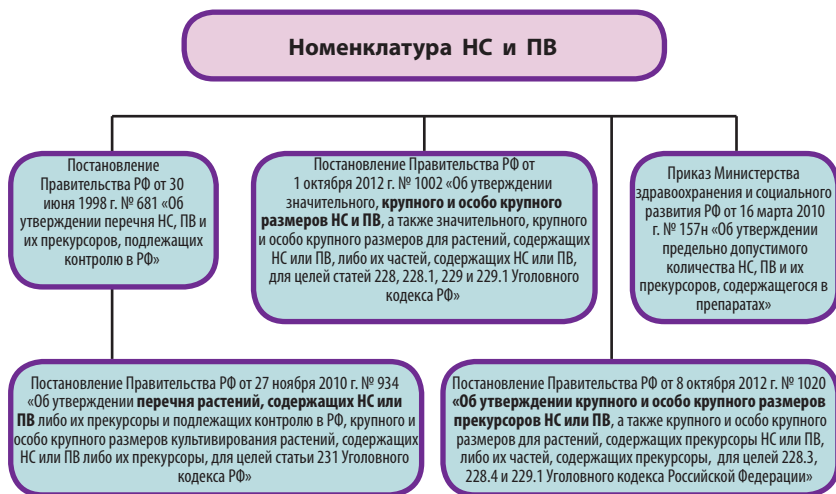 Номенклатура НС и ПВ
Постановление
Правительства РФ от 30
июня 1998 г. № 681 «Об
утверждении перечня НС, ПВ и
их прекурсоров, подлежащих
контролю в РФ»
Постановление Правительства РФ от
1 октября 2012 г. № 1002 «Об утверждении
значительного, крупного и особо крупного
размеров НС и ПВ, а также значительного, крупного
и особо крупного размеров для растений, содержащих
НС или ПВ, либо их частей, содержащих НС или ПВ,
для целей статей 228, 228.1, 229 и 229.1 Уголовного
кодекса РФ»
Приказ Министерства
здравоохранения и социального
развития РФ от 16 марта 2010
г. № 157н «Об утверждении
предельно допустимого
количества НС, ПВ и их
прекурсоров, содержащегося в
препаратах»
Постановление Правительства РФ от 27 ноября 2010 г. № 934
«Об утверждении перечня растений, содержащих НС или
ПВ либо их прекурсоры и подлежащих контролю в РФ, крупного и
особо крупного размеров культивирования растений, содержащих
НС или ПВ либо их прекурсоры, для целей статьи 231 Уголовного
кодекса РФ»
Постановление Правительства РФ от 8 октября 2012 г. № 1020
«Об утверждении крупного и особо крупного размеров
прекурсоров НС или ПВ, а также крупного и особо крупного
размеров для растений, содержащих прекурсоры НС или ПВ,
либо их частей, содержащих прекурсоры, для целей 228.3,
228.4 и 229.1 Уголовного кодекса Российской Федерации»